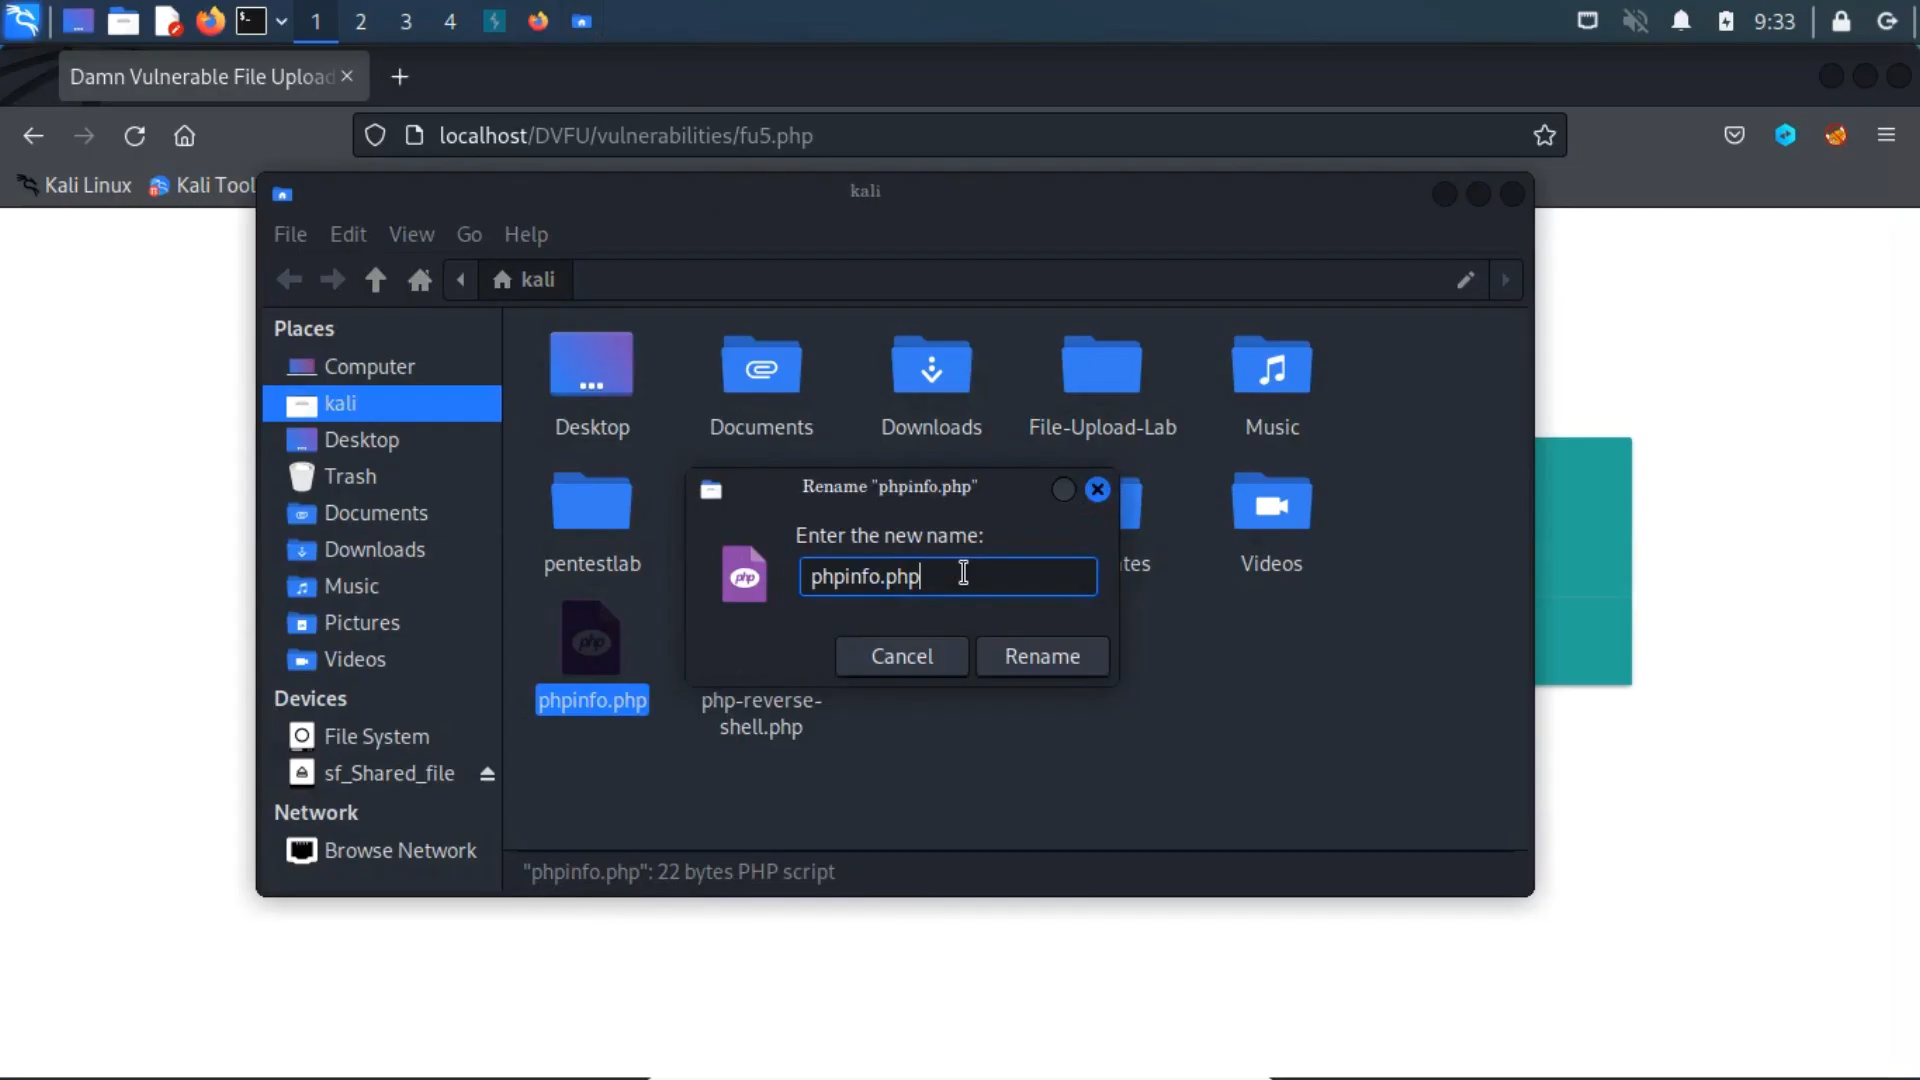 1 2 3 4 9:33
Damn Vulnerable File Upload
localhost/DVFU/vulnerabilities/fu5.php
Kali Linux Kali Tool
kali
File Edit View Go Help
kali
Places
Computer
kali
Desktop
Trash
Documents
Downloads
Music
Pictures
Videos
Devices
File System
sf_Shared_file
Network
Browse Network
Desktop Documents Downloads File-Upload-Lab Music
pentestlab tes Videos
phpinfo.php php-reverse-
shell.php
php
Rename "phpinfo.php"
Enter the new name:
php
phpinfo.php
Cancel Rename
"phpinfo.php": 22 bytes PHP script